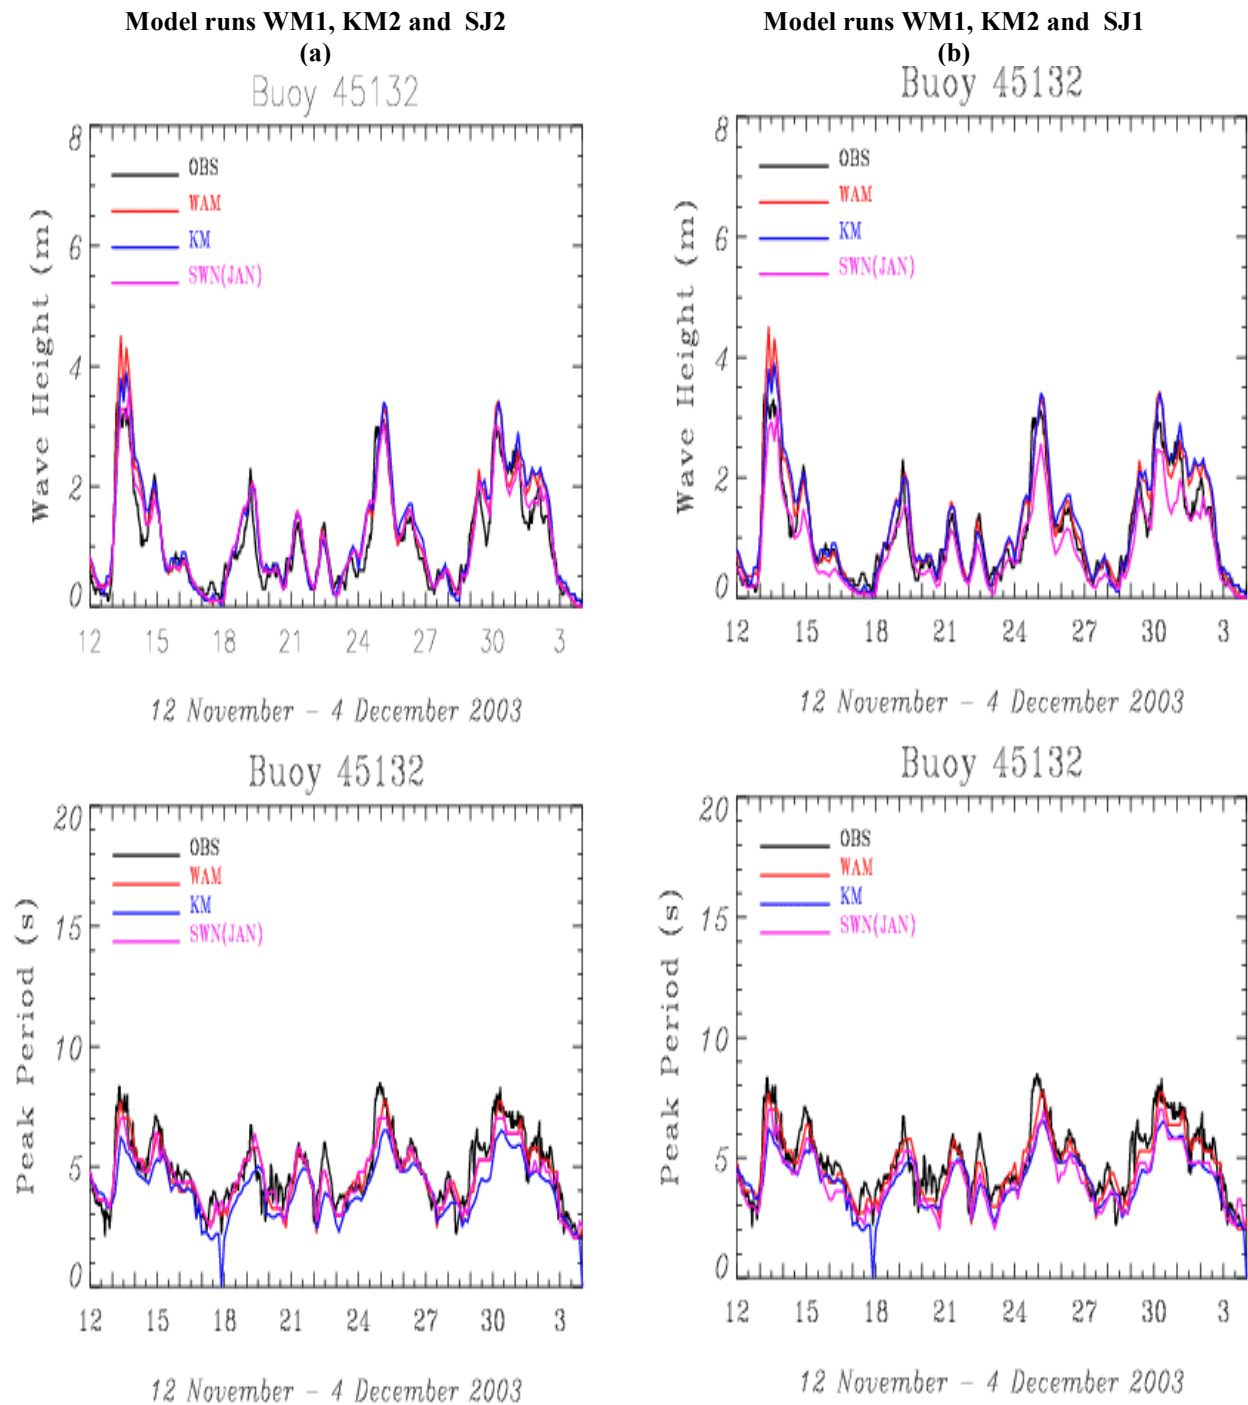 Model runs WM1, KM2 and SJ2
(a)
Buoy 45132
8
6
4
2
0
Wave Height (m)
OBS
WAM
KM
SWN(JAN)
12 15 18 21 24 27 30 3
12 November – 4 December 2003
Buoy 45132
20
15
10
5
0
Peak Period (s)
OBS
WAM
KM
SWN(JAN)
12 15 18 21 24 27 30 3
12 November – 4 December 2003
Model runs WM1, KM2 and SJ1
(b)
Buoy 45132
8
6
4
2
0
Wave Height (m)
OBS
WAM
KM
SWN(JAN)
12 15 18 21 24 27 30 3
12 November – 4 December 2003
Buoy 45132
20
15
10
5
0
Peak Period (s)
OBS
WAM
KM
SWN(JAN)
12 15 18 21 24 27 30 3
12 November – 4 December 2003